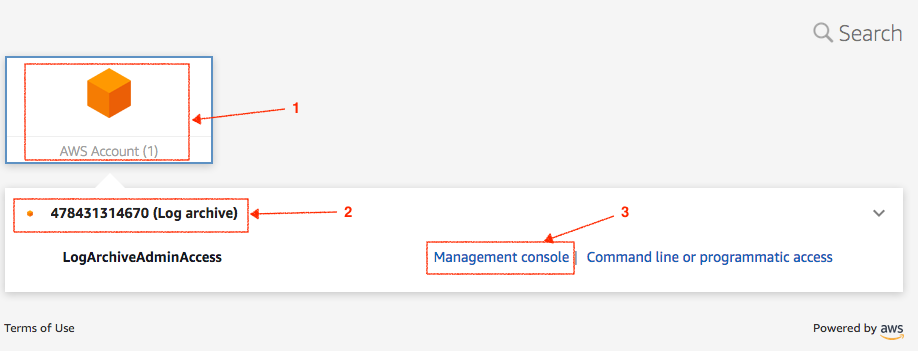 Search
1
AWS Account (1)
478431314670 (Log archive)
2
3
LogArchiveAdminAccess
Management console | Command line or programmatic access
Terms of Use
Powered by aws